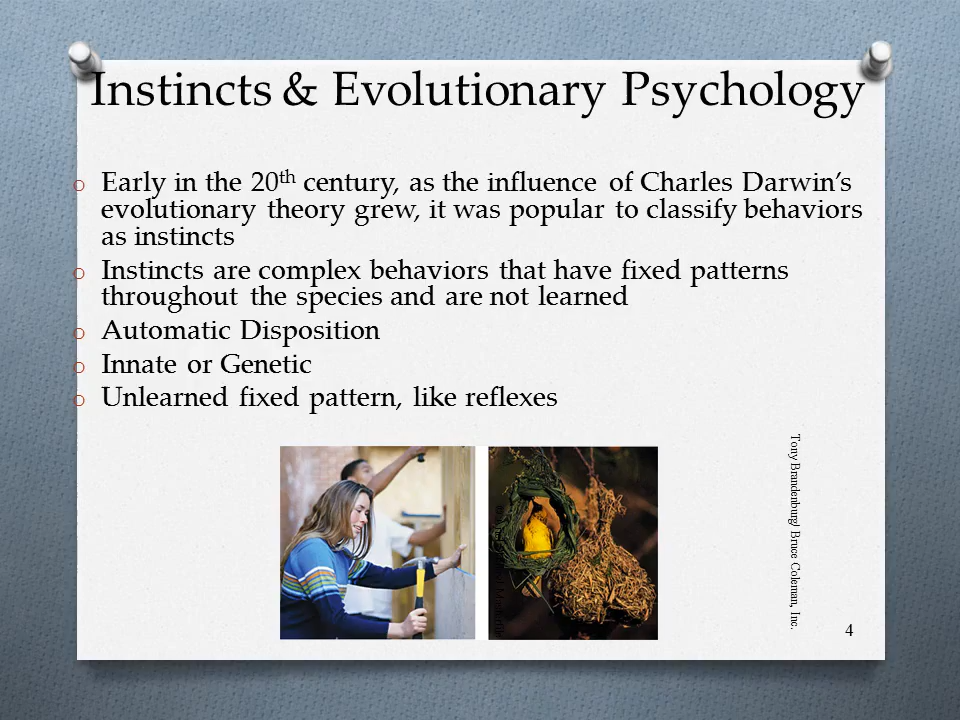 Instincts & Evolutionary Psychology
o Early in the 20th century, as the influence of Charles Darwin’s
evolutionary theory grew, it was popular to classify behaviors
as instincts
o Instincts are complex behaviors that have fixed patterns
throughout the species and are not learned
o Automatic Disposition
o Innate or Genetic
o Unlearned fixed pattern, like reflexes
Tony Brandenburg/ Bruce Coleman, Inc.
4